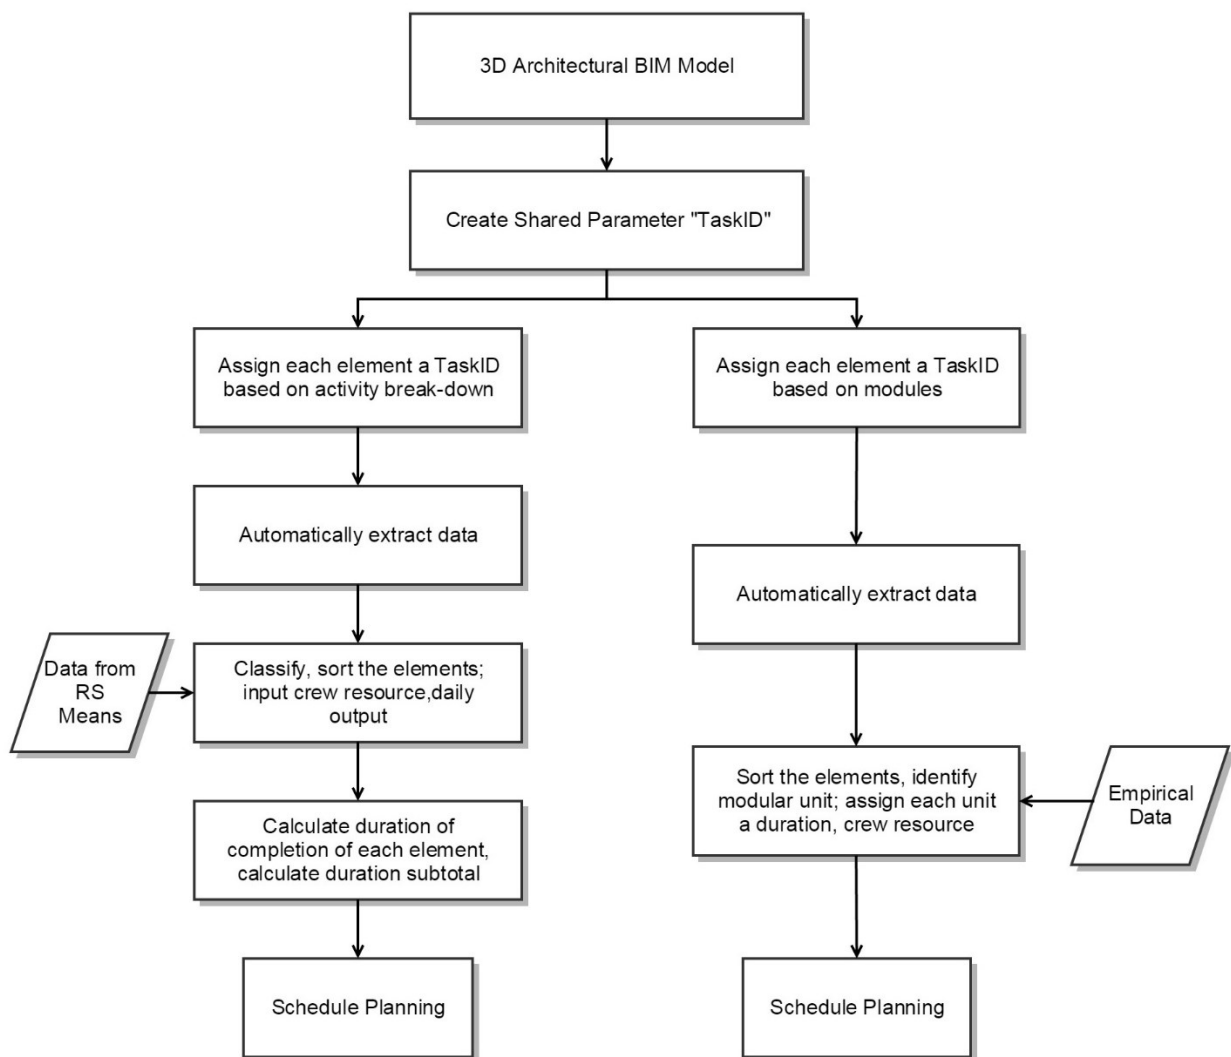 3D Architectural BIM Model
Create Shared Parameter "TaskID"
Assign each element a TaskID
based on activity break-down
Automatically extract data
Data from
RS
Means
Classify, sort the elements;
input crew resource,daily
output
Calculate duration of
completion of each element,
calculate duration subtotal
Schedule Planning
Assign each element a TaskID
based on modules
Automatically extract data
Sort the elements, identify
modular unit; assign each unit
a duration, crew resource
Empirical
Data
Schedule Planning